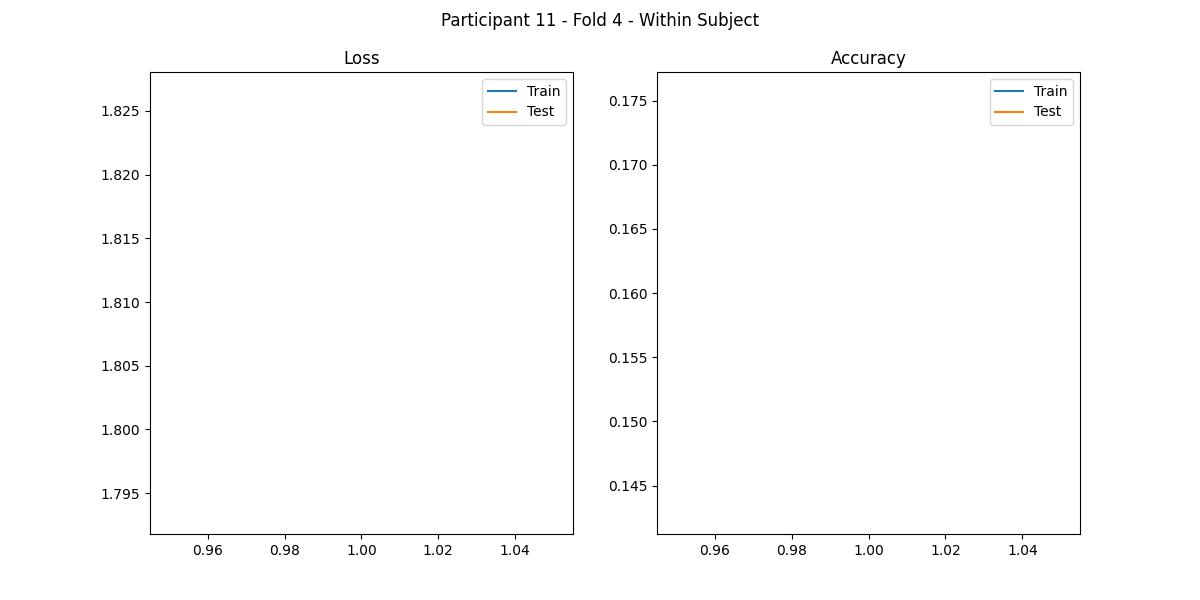 Participant 11 - Fold 4 - Within Subject
Loss
Train
Test
1.825
1.820
1.815
1.810
1.805
1.800
1.795
0.96 0.98 1.00 1.02 1.04
Accuracy
Train
Test
0.175
0.170
0.165
0.160
0.155
0.150
0.145
0.96 0.98 1.00 1.02 1.04